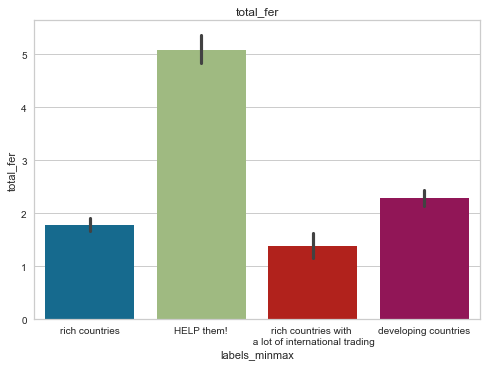 total_fer
total_fer
5
4
3
2
1
0
rich countries
HELP them!
rich countries with
a lot of international trading
developing countries
labels_minmax